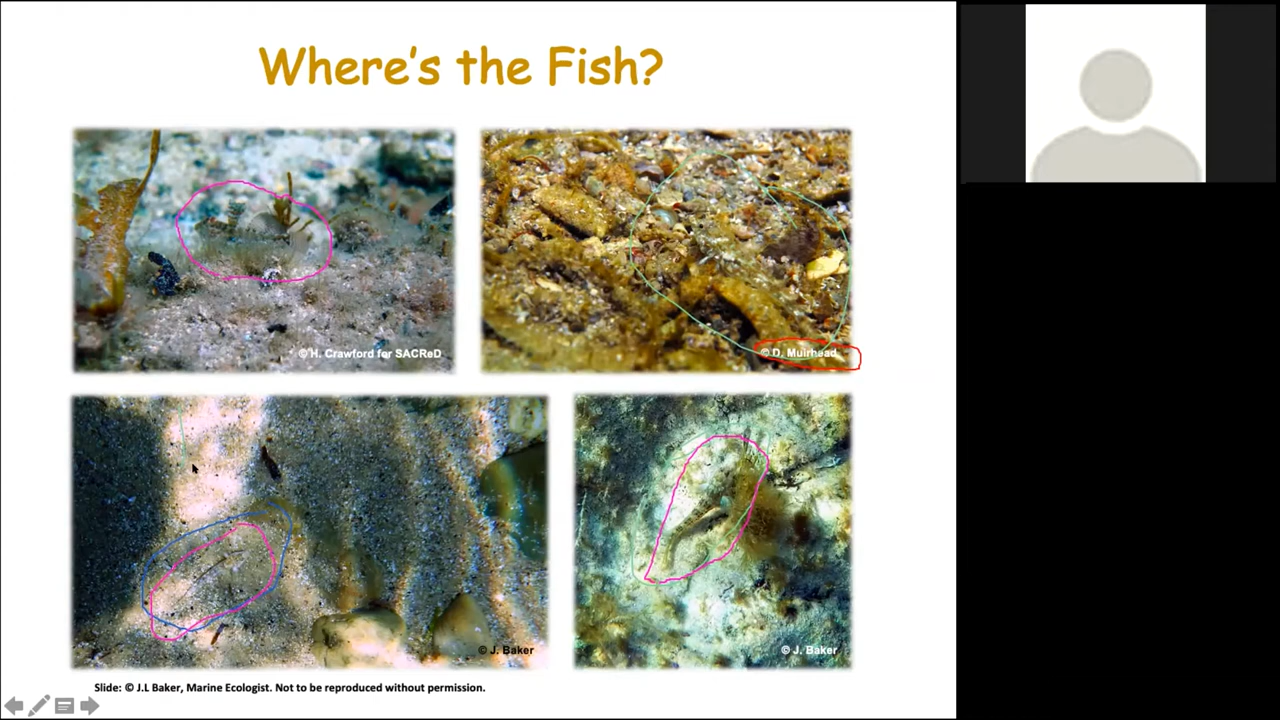 Where's the Fish?
© H. Crawford for SACReD
© D. Muirhead
© J. Baker
© J. Baker
Slide: © J.L Baker, Marine Ecologist. Not to be reproduced without permission.